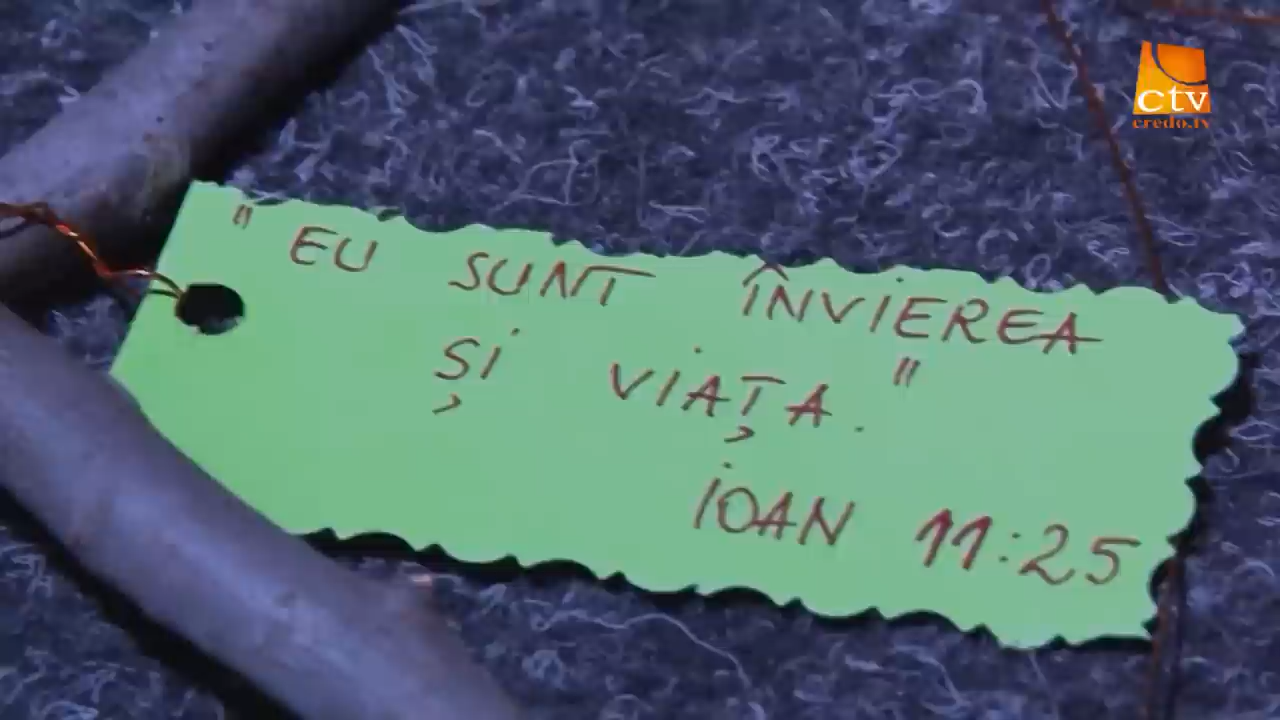 ctv
credo.tv
" EU SUNT ÎNVIEREA
ȘI VIAȚA. "
IOAN 11:25